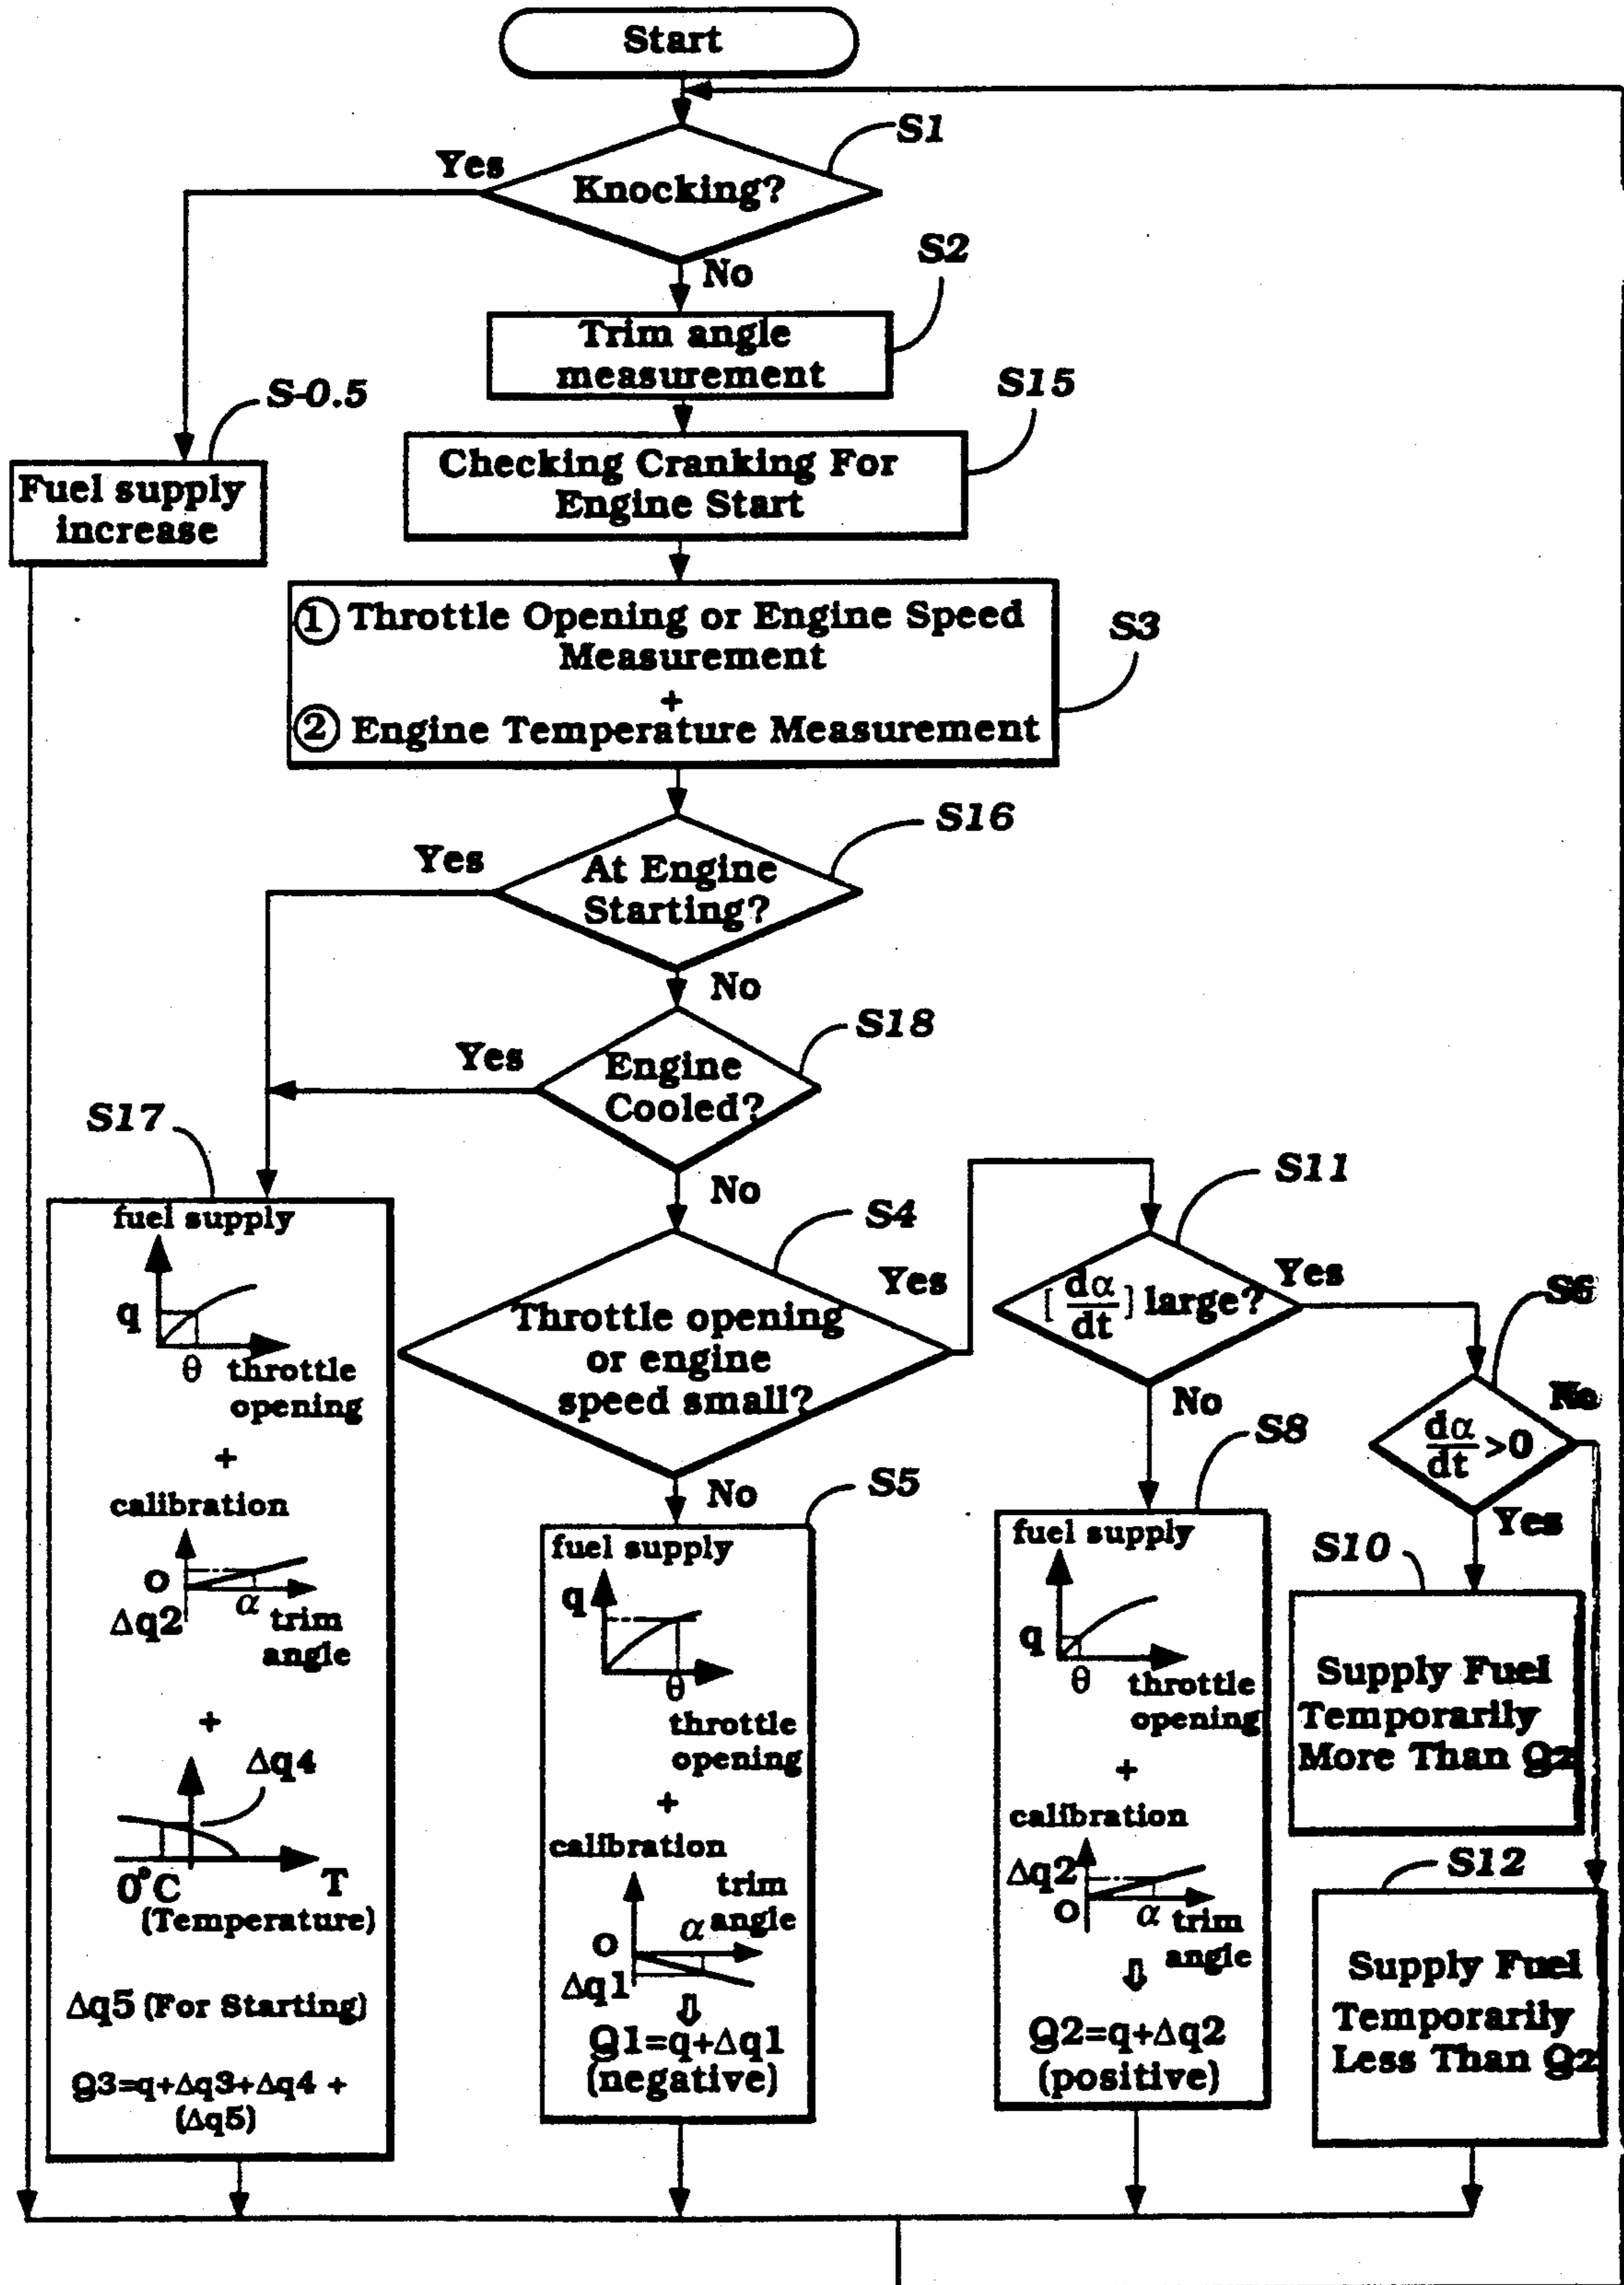 Start
S1
Yes
Knocking?
No
S2
Trim angle
measurement
S-0.5
S15
Fuel supply
increase
Checking Cranking For
Engine Start
① Throttle Opening or Engine Speed
Measurement
+
② Engine Temperature Measurement
S3
S16
Yes
At Engine
Starting?
No
S18
Yes
Engine
Cooled?
No
S17
fuel supply
q
θ throttle
opening
+
calibration
O
α trim
angle
Δq2
+
Δq4
0°C
T
(Temperature)
Δq5 (For Starting)
Q3=q+Δq3+Δq4 +
(Δq5)
S4
Yes
Throttle opening
or engine
speed small?
No
S5
fuel supply
q
θ
throttle
opening
+
calibration
trim
angle
α
O
Δq1
⇩
Q1=q+Δq1
(negative)
S11
[dα/dt] large?
Yes
No
S8
fuel supply
q
θ throttle
opening
+
calibration
Δq2
O
α trim
angle
⇩
Q2=q+Δq2
(positive)
S6
dα/dt >0
No
Yes
S10
Supply Fuel
Temporarily
More Than Q2
S12
Supply Fuel
Temporarily
Less Than Q2